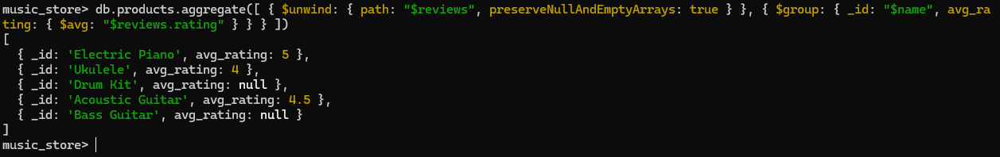 music_store> db.products.aggregate([ { $unwind: { path: "$reviews", preserveNullAndEmptyArrays: true } }, { $group: { _id: "$name", avg_ra
ting: { $avg: "$reviews.rating" } } } ])
[
  { _id: 'Electric Piano', avg_rating: 5 },
  { _id: 'Ukulele', avg_rating: 4 },
  { _id: 'Drum Kit', avg_rating: null },
  { _id: 'Acoustic Guitar', avg_rating: 4.5 },
  { _id: 'Bass Guitar', avg_rating: null }
]
music_store>